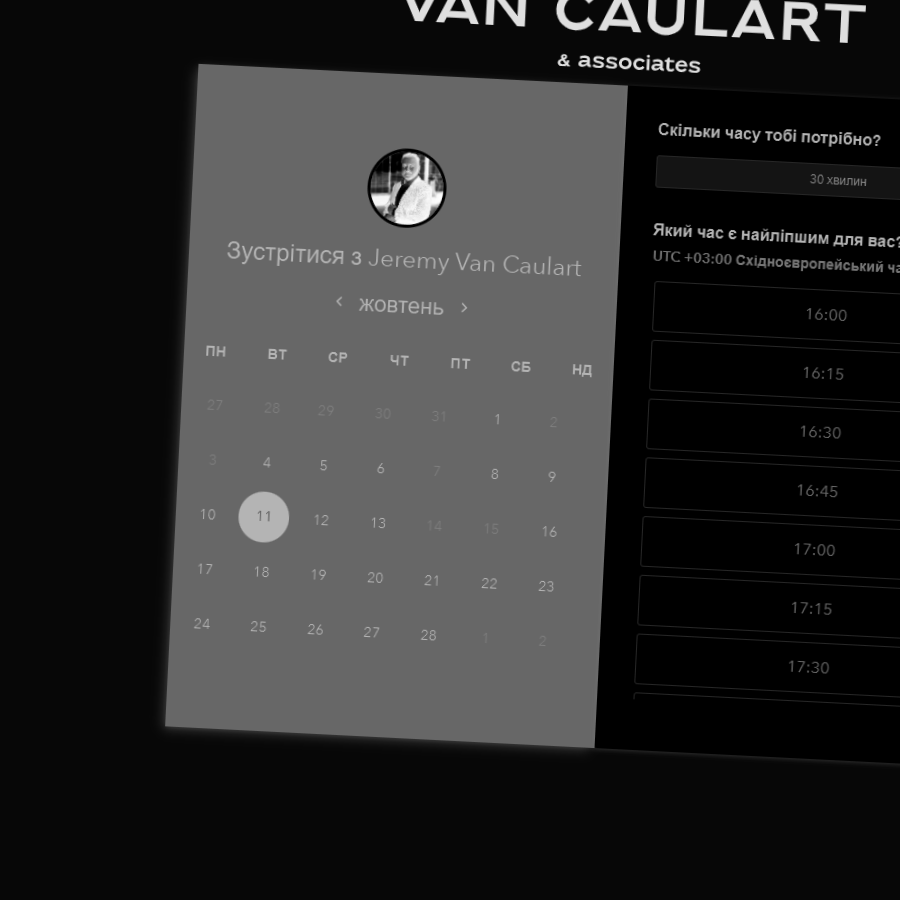 VAN CAULART
& associates
Зустрітися з Jeremy Van Caulart
жовтень
ПН ВТ СР ЧТ ПТ СБ НД
27 28 29 30 31 1 2
3 4 5 6 7 8 9
10 11 12 13 14 15 16
17 18 19 20 21 22 23
24 25 26 27 28 1 2
Скільки часу тобі потрібно?
30 хвилин
Який час є найліпшим для вас?
UTC +03:00 Східноєвропейський ча
16:00
16:15
16:30
16:45
17:00
17:15
17:30